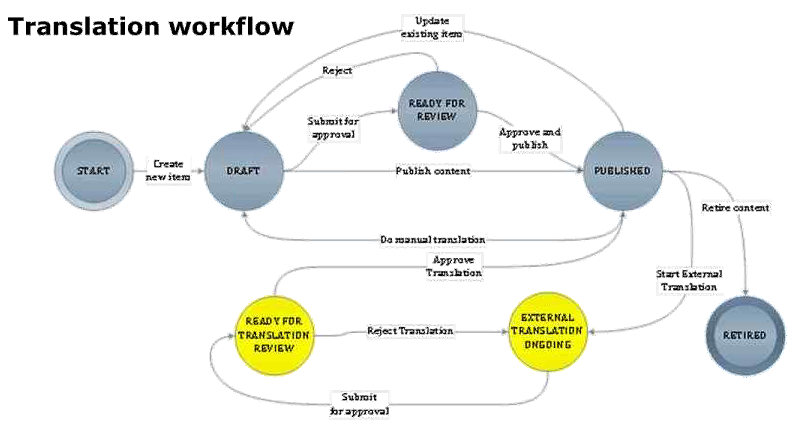 Translation workflow
Update
existing item
Reject
READY FOR
REVIEW
Submit for
approval
Approve and
publish
START
Create
new item
DRAFT
Publish content
PUBLISHED
Retire content
Do manual translation
Approve
Translation
Start External
Translation
READY FOR
TRANSLATION
REVIEW
Reject Translation
EXTERNAL
TRANSLATION
ONGOING
RETIRED
Submit
for approval